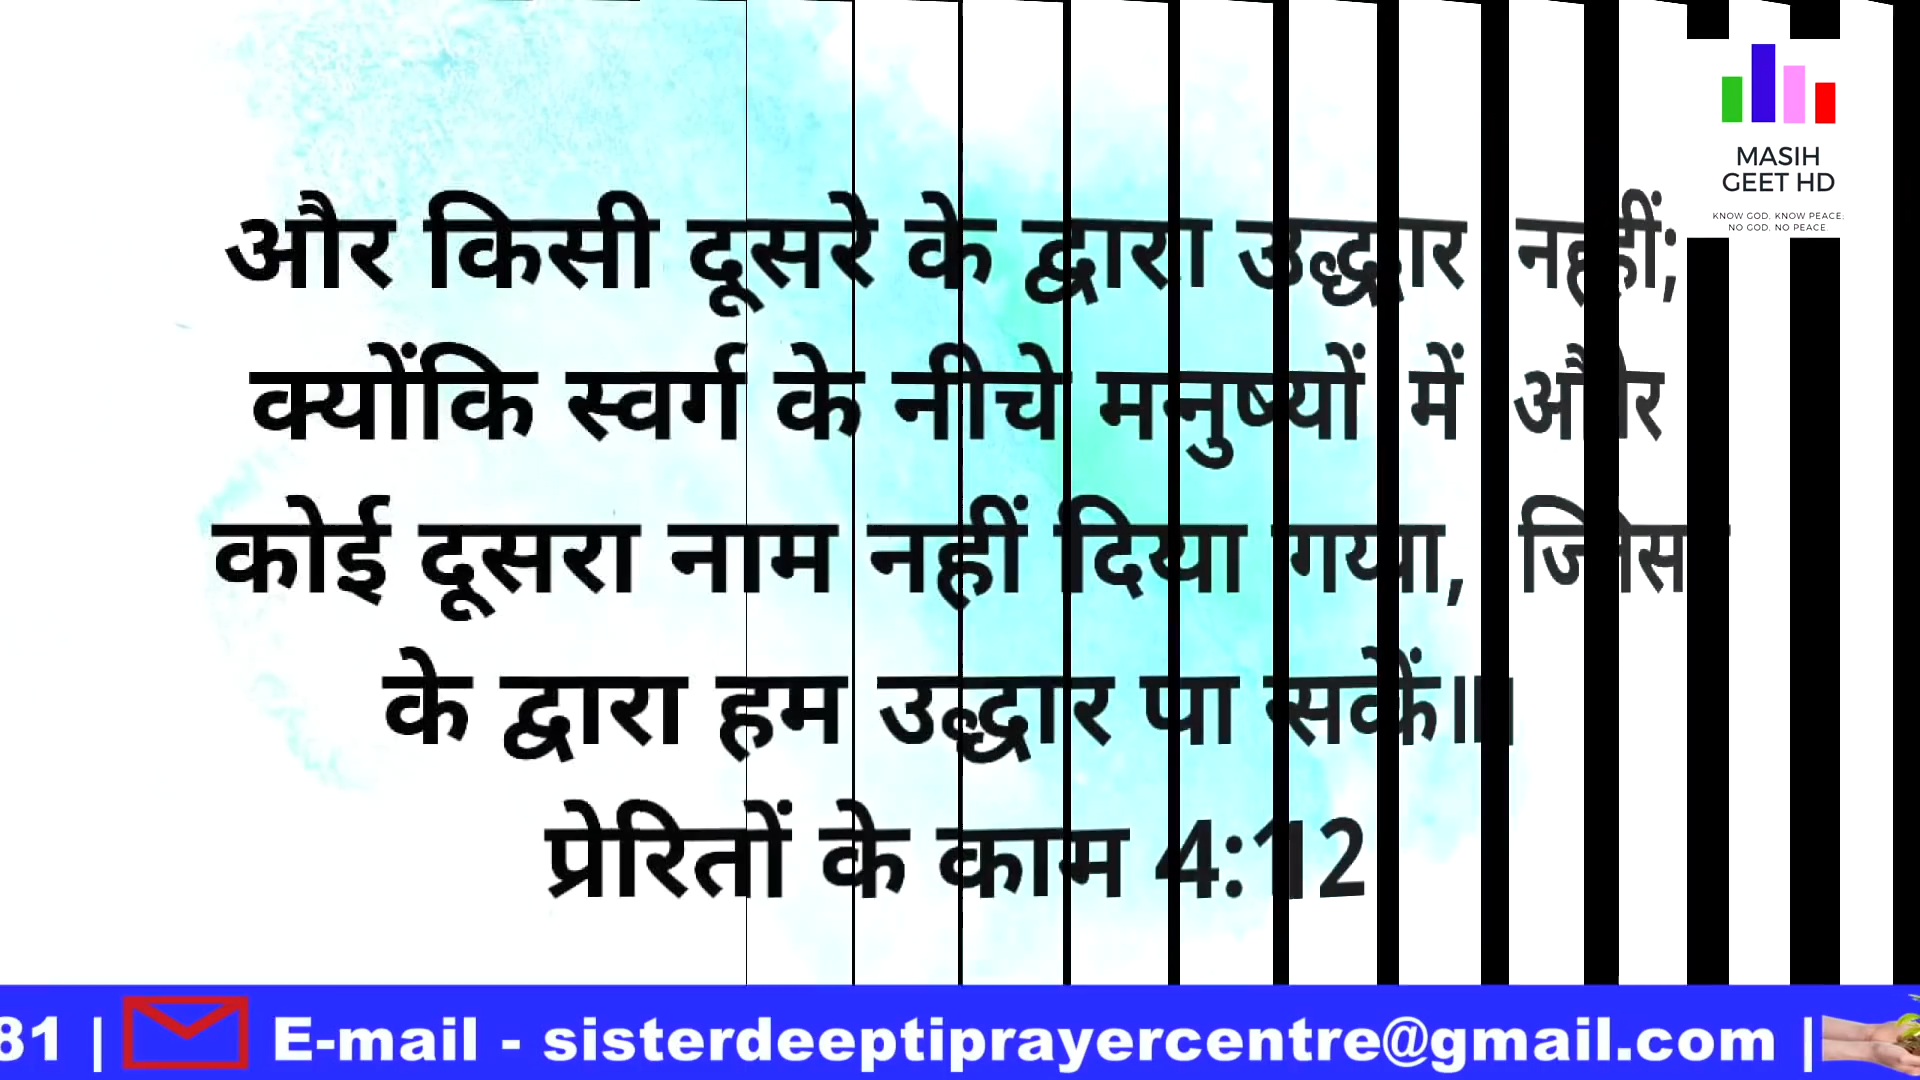 और किसी दूसरे के द्वारा उद्धार नहीं;
क्योंकि स्वर्ग के नीचे मनुष्यों में और
कोई दूसरा नाम नहीं दिया गया, जिस
के द्वारा हम उद्धार पा सकें॥
प्रेरितों के काम 4:12
MASIH
GEET HD
KNOW GOD, KNOW PEACE;
NO GOD, NO PEACE
81 | E-mail - sisterdeeptiprayercentre@gmail.com |